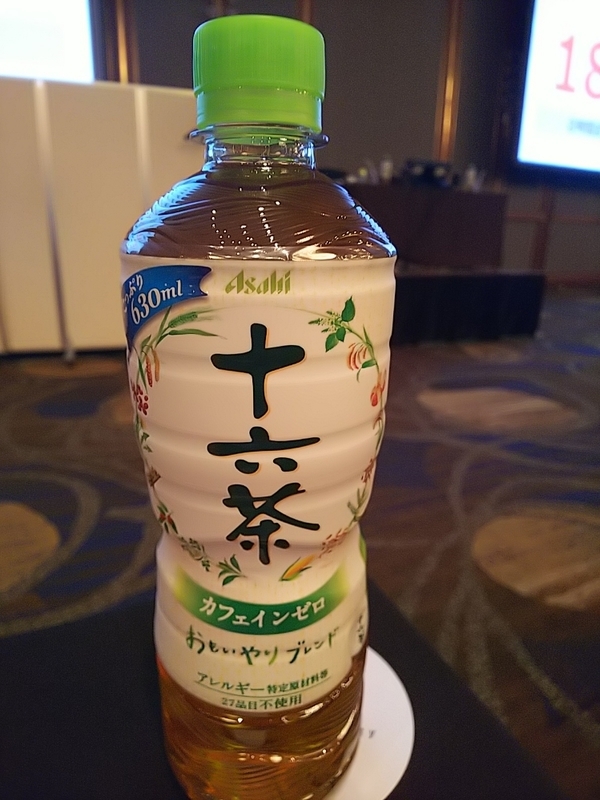 630ml
Asahi
十六茶
カフェインゼロ
おもいやりブレンド
アレルギー特定原材料等
27品目不使用
18